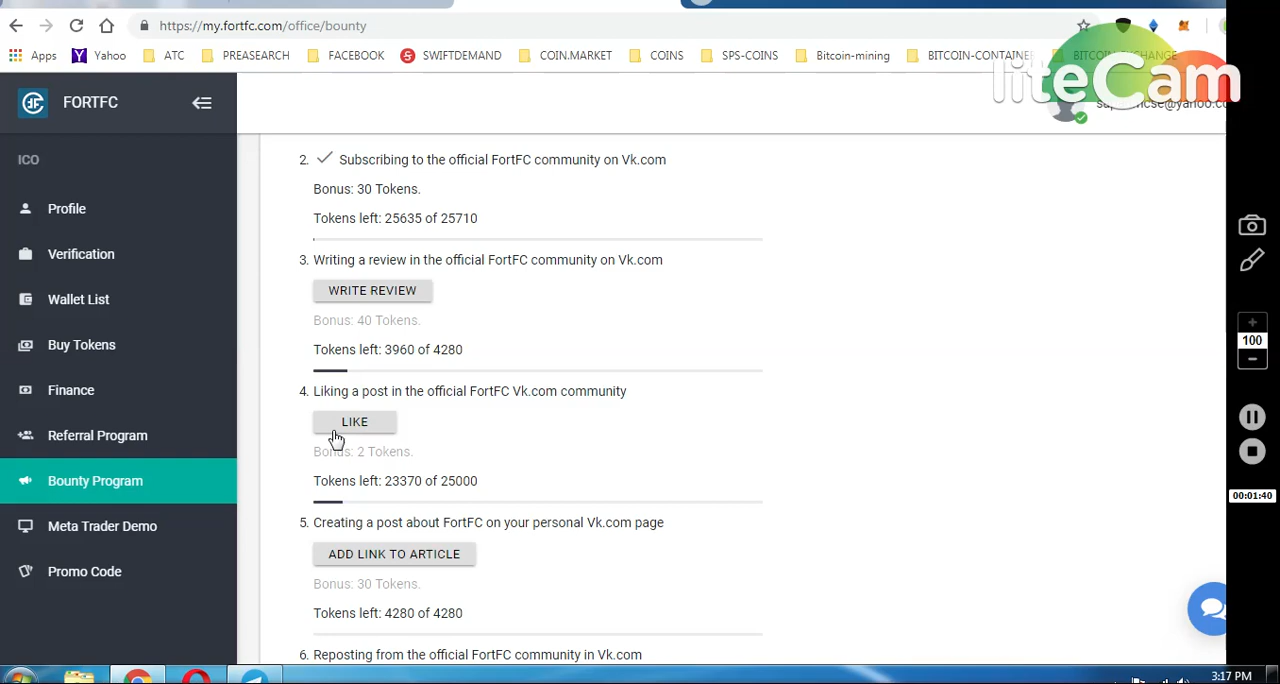 https://my.fortfc.com/office/bounty
Apps Yahoo ATC PREASEARCH FACEBOOK SWIFTDEMAND COIN.MARKET COINS SPS-COINS Bitcoin-mining BITCOIN-CONTAINE BITCOIN-EXCHANGE
liteCam
FORTFC
ICO
Profile
Verification
Wallet List
Buy Tokens
Finance
Referral Program
Bounty Program
Meta Trader Demo
Promo Code
2. Subscribing to the official FortFC community on Vk.com
Bonus: 30 Tokens.
Tokens left: 25635 of 25710
3. Writing a review in the official FortFC community on Vk.com
WRITE REVIEW
Bonus: 40 Tokens.
Tokens left: 3960 of 4280
4. Liking a post in the official FortFC Vk.com community
LIKE
Bonus: 2 Tokens.
Tokens left: 23370 of 25000
5. Creating a post about FortFC on your personal Vk.com page
ADD LINK TO ARTICLE
Bonus: 30 Tokens.
Tokens left: 4280 of 4280
6. Reposting from the official FortFC community in Vk.com
100
00:01:40
3:17 PM